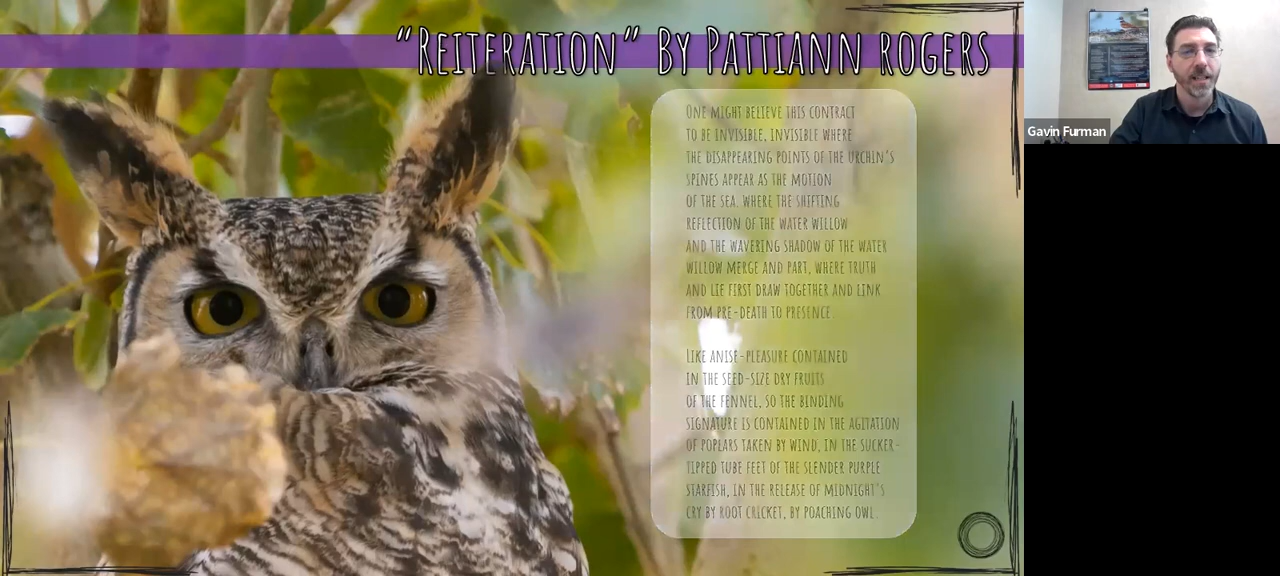 “Reiteration” By Pattiann Rogers
One might believe this contract
to be invisible, invisible where
the disappearing points of the urchin's
spines appear as the motion
of the sea. Where the shifting
reflection of the water willow
and the wavering shadow of the water
willow merge and part, where truth
and lie first draw together and link
from pre-death to presence.
Like anise-pleasure contained
in the seed-size dry fruits
of the fennel, so the binding
signature is contained in the agitation
of poplars taken by wind, in the sucker-
tipped tube feet of the slender purple
starfish, in the release of midnight's
cry by root cricket, by poaching owl.
Gavin Furman